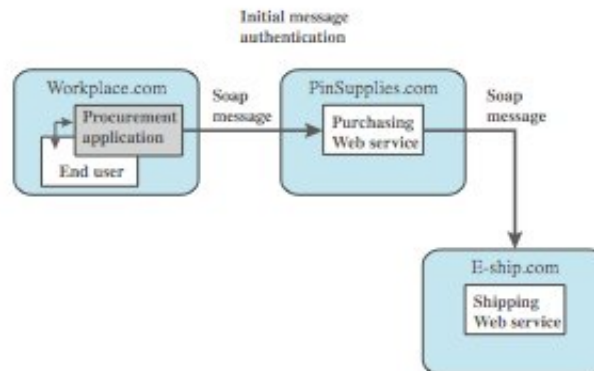 Initial message
authentication
Workplace.com
Procurement
application
End user
Soap
message
PinSupplies.com
Purchasing
Web service
Soap
message
E-ship.com
Shipping
Web service